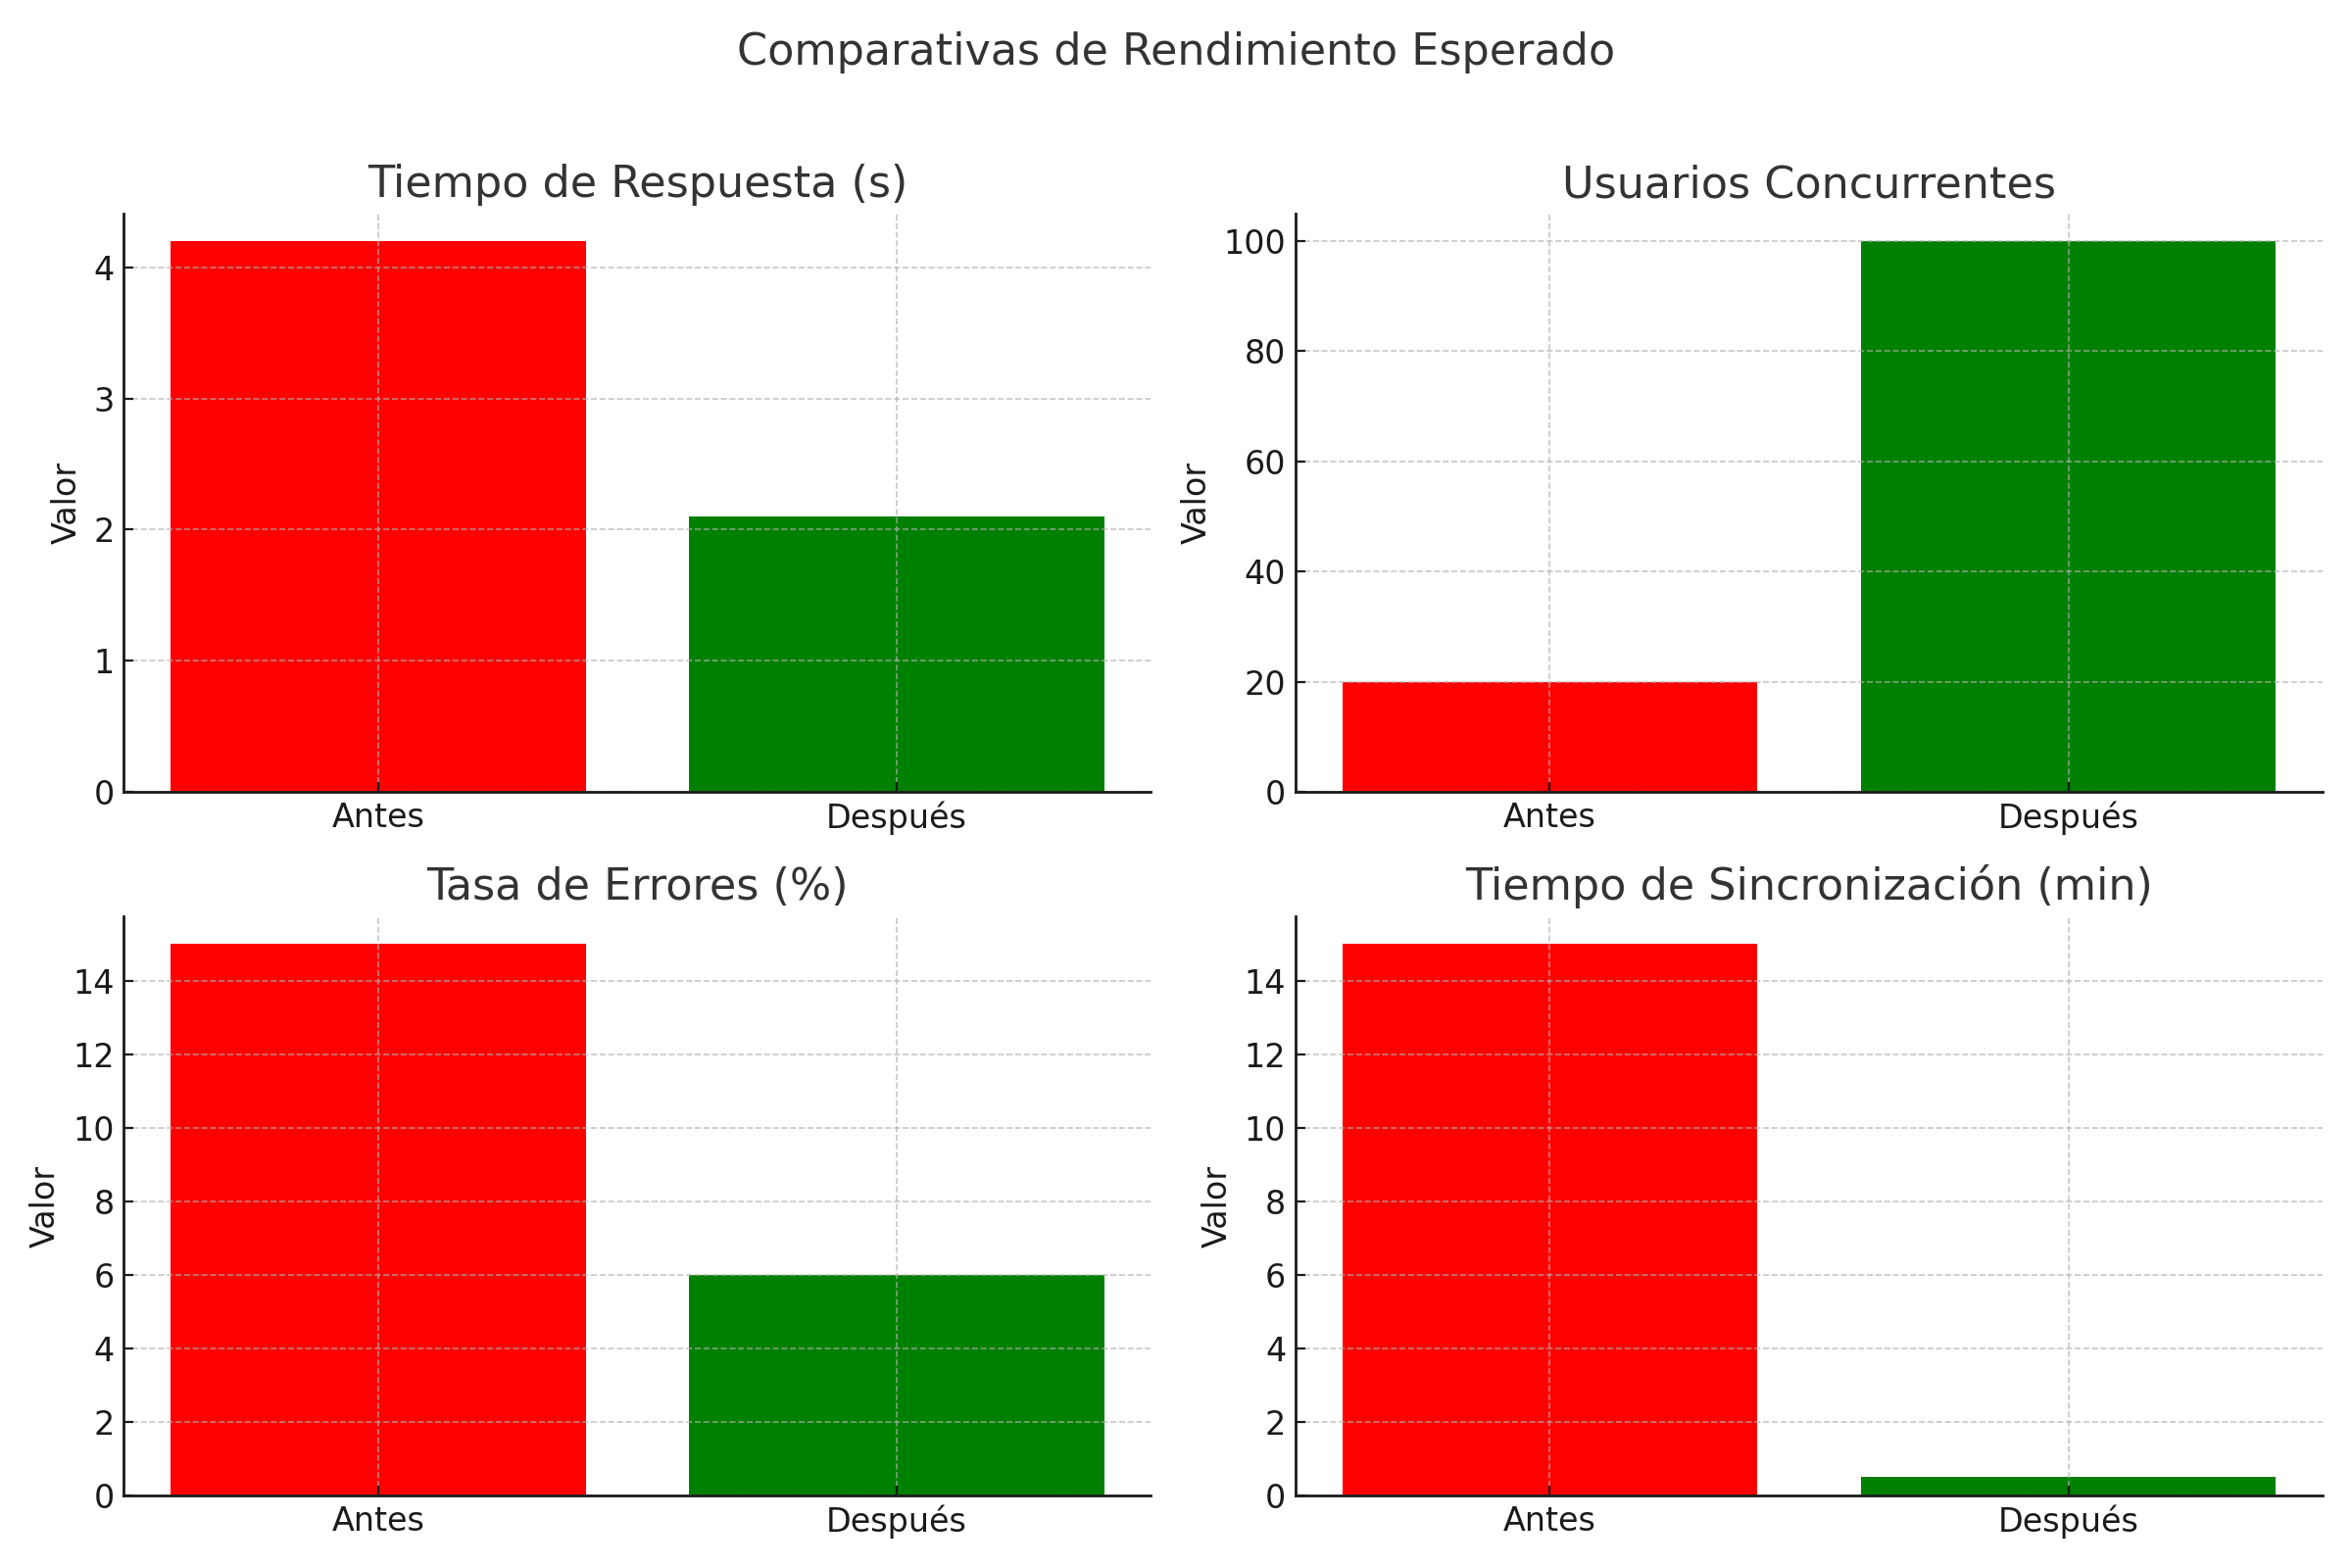 Comparativas de Rendimiento Esperado
Tiempo de Respuesta (s)
Valor
4
3
2
1
0
Antes Después
Usuarios Concurrentes
Valor
100
80
60
40
20
0
Antes Después
Tasa de Errores (%)
Valor
14
12
10
8
6
4
2
0
Antes Después
Tiempo de Sincronización (min)
Valor
14
12
10
8
6
4
2
0
Antes Después